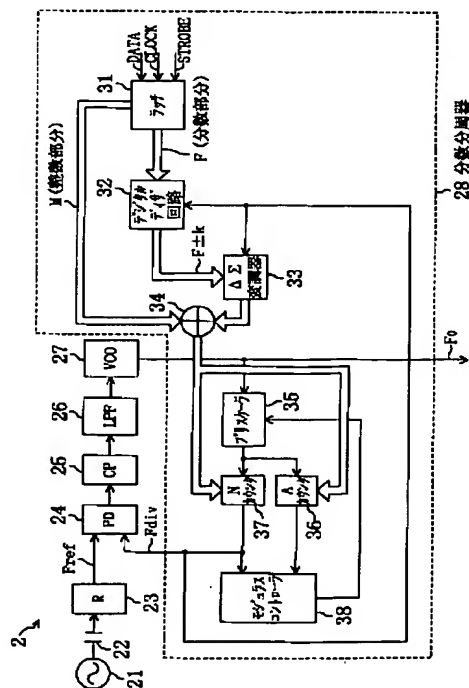 2
21
22
R
23
Fref
PD
24
CP
25
LPF
26
VCO
27
Fdiv
M(整数部分)
ラッチ
31
DATA
CLOCK
STROBE
F(分数部分)
デジタル
ディザ
回路
32
F±k
ΔΣ
変調器
33
34
プリスケーラ
35
N
カウンタ
37
A
カウンタ
36
モジュラス
コントローラ
38
Fo
28 分数分周器